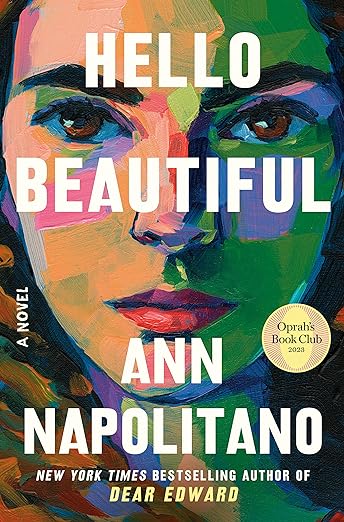 HELLO
BEAUTIFUL
A NOVEL
Oprah's
Book Club
2023
ANN
NAPOLITANO
NEW YORK TIMES BESTSELLING AUTHOR OF
DEAR EDWARD